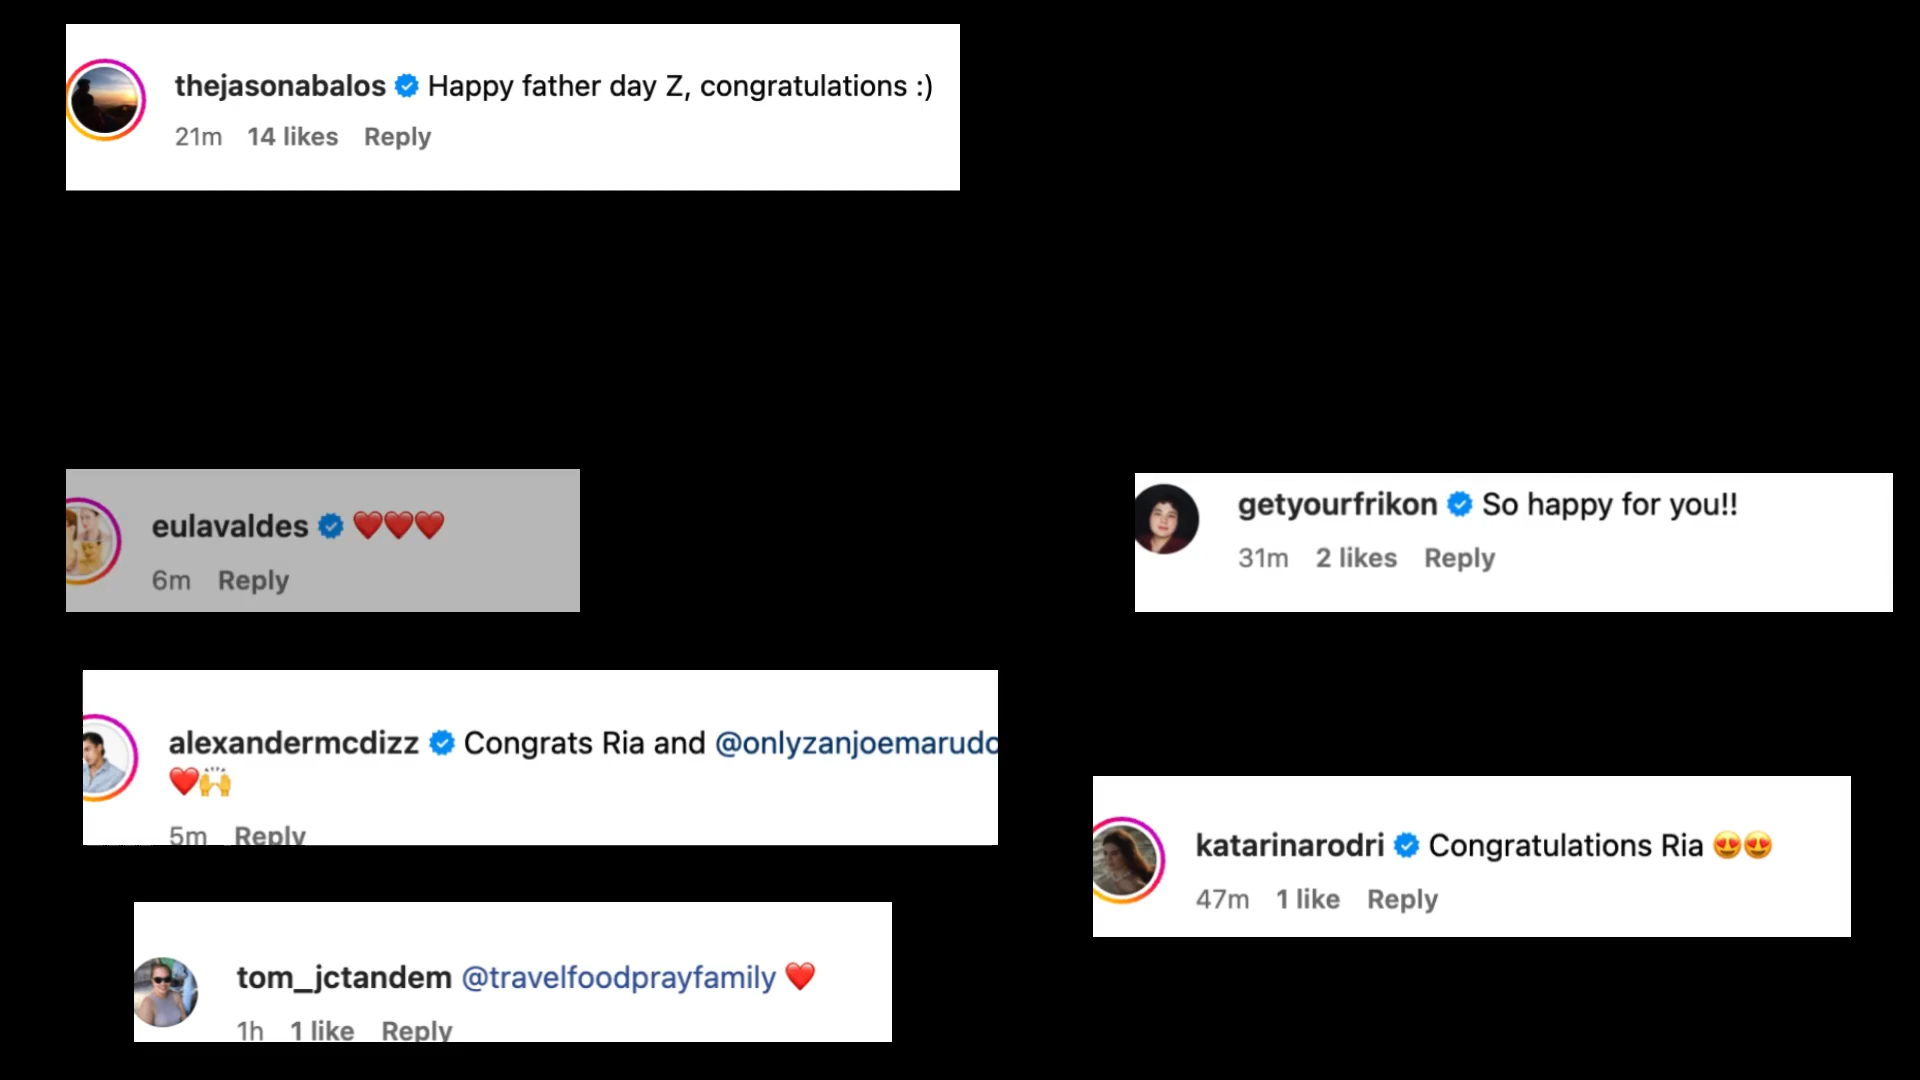 thejasonabalos Happy father day Z, congratulations :)
21m 14 likes Reply
eulavaldes ❤️❤️❤️
6m Reply
getyourfrikon So happy for you!!
31m 2 likes Reply
alexandermcdizz Congrats Ria and @onlyzanjoemarudo
❤️🙌
5m Reply
katarinarodri Congratulations Ria 😍😍
47m 1 like Reply
tom_jctandem @travelfoodprayfamily ❤️
1h 1 like Reply